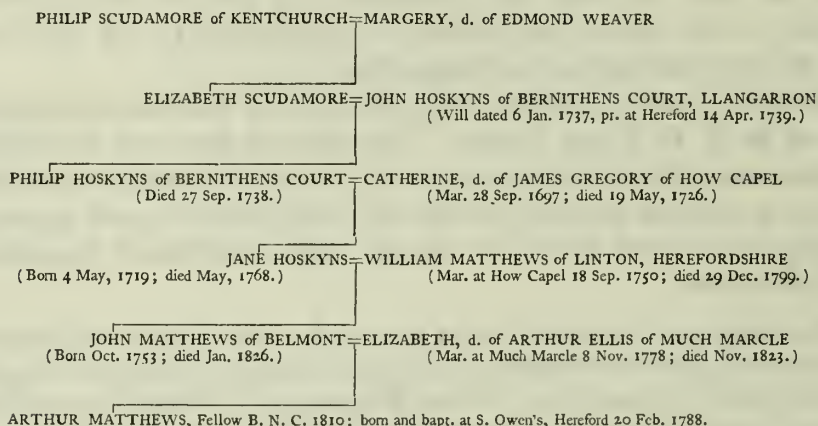 PHILIP SCUDAMORE of KENTCHURCH=MARGERY, d. of EDMOND WEAVER
ELIZABETH SCUDAMORE=JOHN HOSKYNS of BERNITHENS COURT, LLANGARRON
(Will dated 6 Jan. 1737, pr. at Hereford 14 Apr. 1739.)
PHILIP HOSKYNS of BERNITHENS COURT=CATHERINE, d. of JAMES GREGORY of HOW CAPEL
(Died 27 Sep. 1738.) (Mar. 28 Sep. 1697; died 19 May, 1726.)
JANE HOSKYNS=WILLIAM MATTHEWS of LINTON, HEREFORDSHIRE
(Born 4 May, 1719; died May, 1768.) (Mar. at How Capel 18 Sep. 1750; died 29 Dec. 1799.)
JOHN MATTHEWS of BELMONT=ELIZABETH, d. of ARTHUR ELLIS of MUCH MARCLE
(Born Oct. 1753; died Jan. 1826.) (Mar. at Much Marcle 8 Nov. 1778; died Nov. 1823.)
ARTHUR MATTHEWS, Fellow B. N. C. 1810; born and bapt. at S. Owen's, Hereford 20 Feb. 1788.